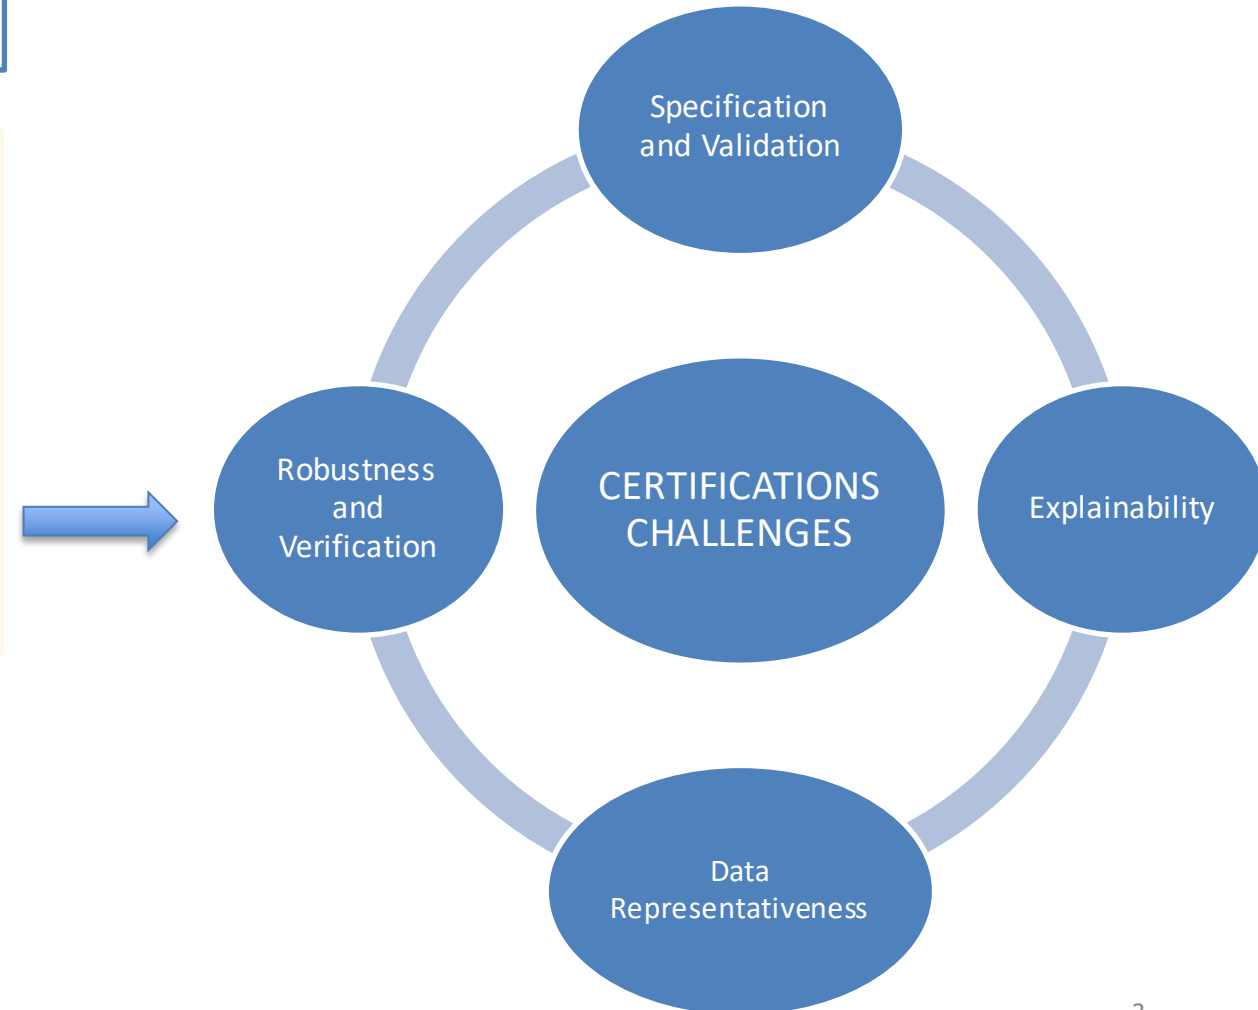 Specification
and Validation
Robustness
and
Verification
CERTIFICATIONS
CHALLENGES
Explainability
Data
Representativeness